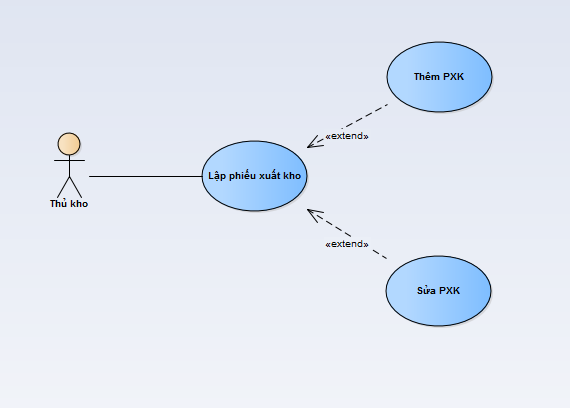 Thêm PXK
«extend»
Lập phiếu xuất kho
Thủ kho
«extend»
Sửa PXK